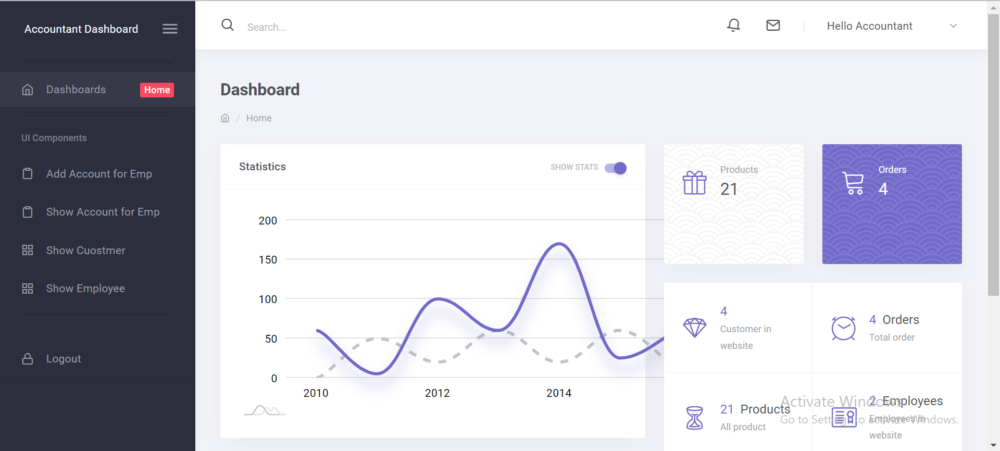 Accountant Dashboard
Search...
Hello Accountant
Dashboards
Home
UI Components
Add Account for Emp
Show Account for Emp
Show Cuostmer
Show Employee
Logout
Dashboard
/ Home
Statistics
SHOW STATS
200
150
100
50
0
2010
2012
2014
Products
21
Orders
4
4
Customer in
website
4 Orders
Total order
21 Products
All product
2 Employees
Employees in
website
Activate Windows
Go to Settings to activate Windows.